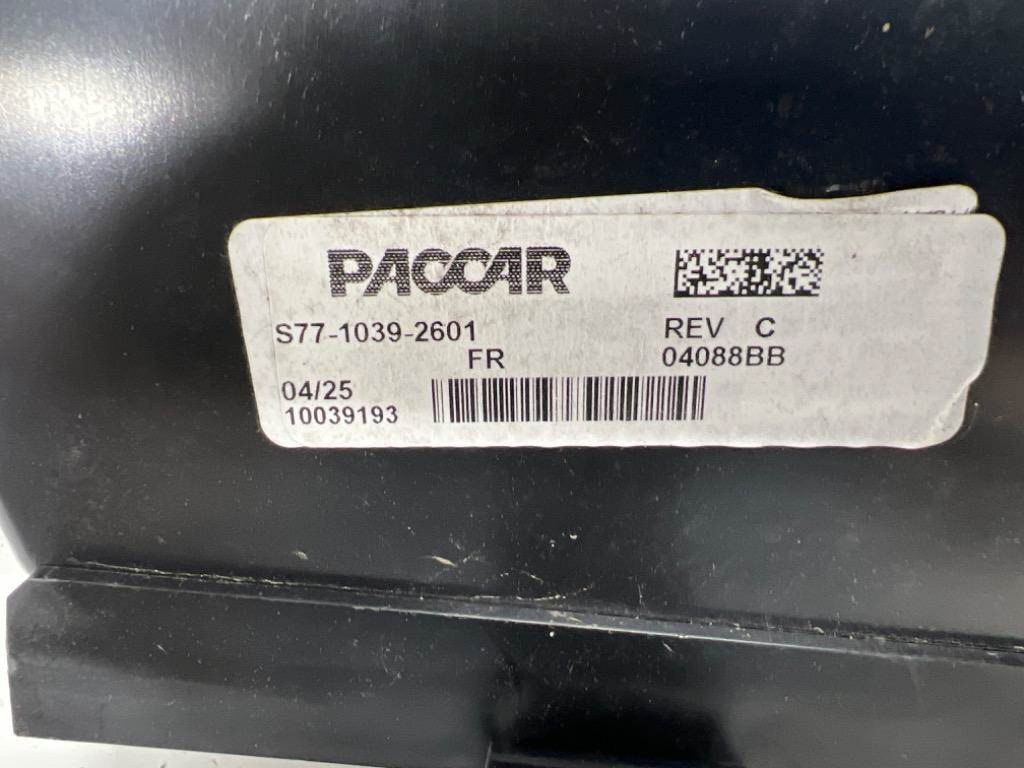 PACCAR
S77-1039-2601 REV C
FR 04088BB
04/25
10039193